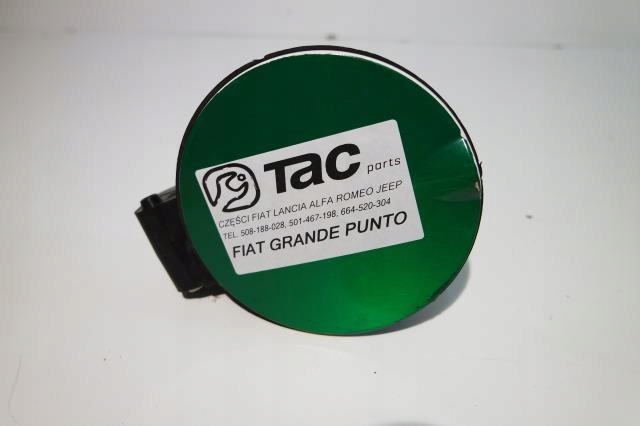 TAC parts
CZĘŚCI FIAT LANCIA ALFA ROMEO JEEP
TEL. 508-188-028, 501-467-198, 664-520-304
FIAT GRANDE PUNTO